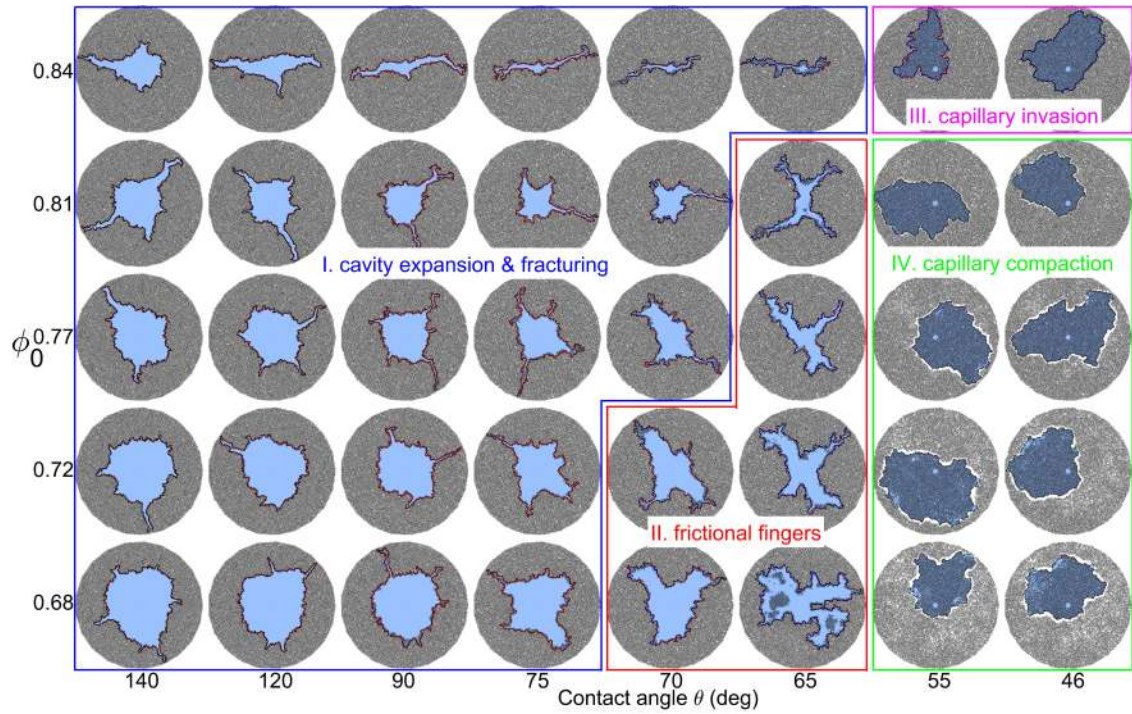 0.84
III. capillary invasion
0.81
I. cavity expansion & fracturing
IV. capillary compaction
ϕ0 0.77
0.72
II. frictional fingers
0.68
140 120 90 75 70 65 55 46
Contact angle θ (deg)